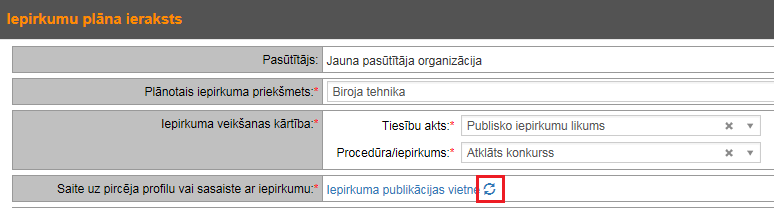 Iepirkumu plāna ieraksts
Pasūtītājs: Jauna pasūtītāja organizācija
Plānotais iepirkuma priekšmets:* Biroja tehnika
Iepirkuma veikšanas kārtība:* Tiesību akts:* Publisko iepirkumu likums
Procedūra/iepirkums:* Atklāts konkurss
Saite uz pircēja profilu vai sasaiste ar iepirkumu:* Iepirkuma publikācijas vietne